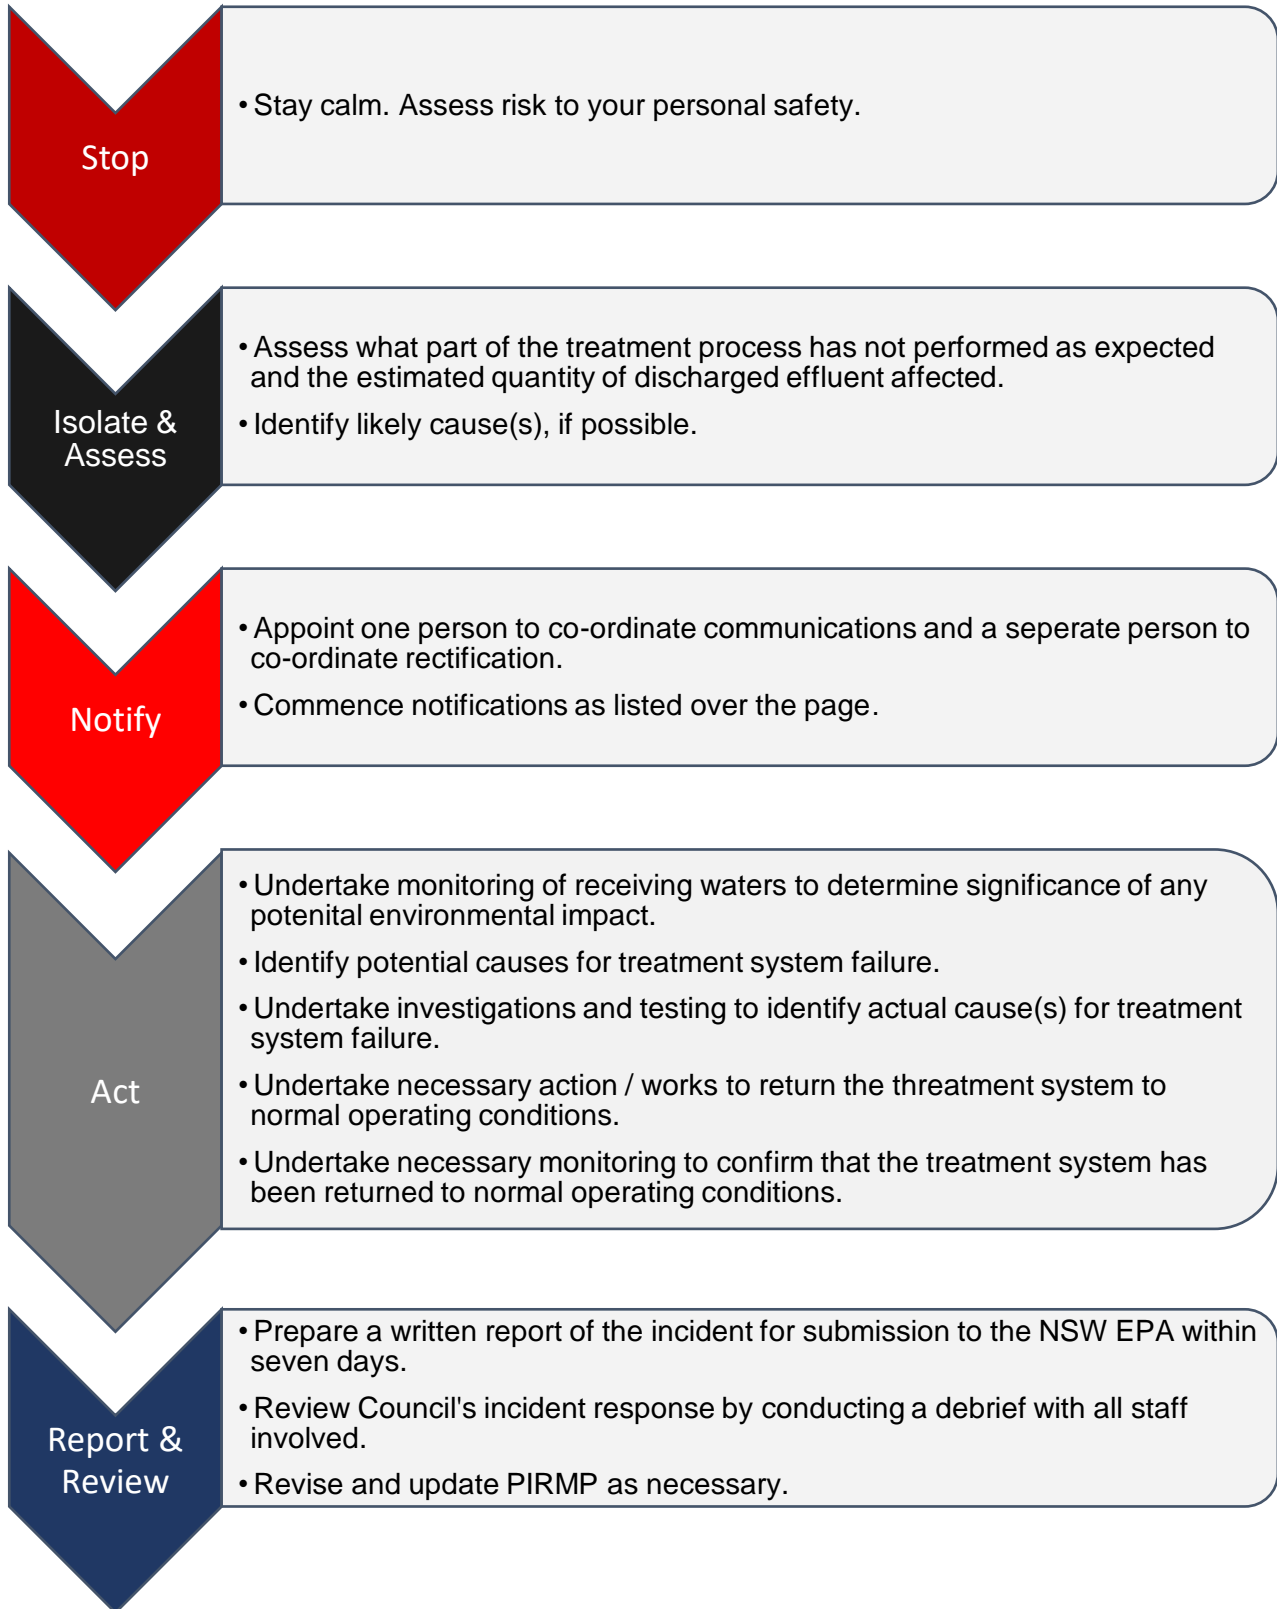 Stop
• Stay calm. Assess risk to your personal safety.
Isolate &
Assess
• Assess what part of the treatment process has not performed as expected
and the estimated quantity of discharged effluent affected.
• Identify likely cause(s), if possible.
Notify
• Appoint one person to co-ordinate communications and a seperate person to
co-ordinate rectification.
• Commence notifications as listed over the page.
Act
• Undertake monitoring of receiving waters to determine significance of any
potenital environmental impact.
• Identify potential causes for treatment system failure.
• Undertake investigations and testing to identify actual cause(s) for treatment
system failure.
• Undertake necessary action / works to return the threatment system to
normal operating conditions.
• Undertake necessary monitoring to confirm that the treatment system has
been returned to normal operating conditions.
Report &
Review
• Prepare a written report of the incident for submission to the NSW EPA within
seven days.
• Review Council's incident response by conducting a debrief with all staff
involved.
• Revise and update PIRMP as necessary.